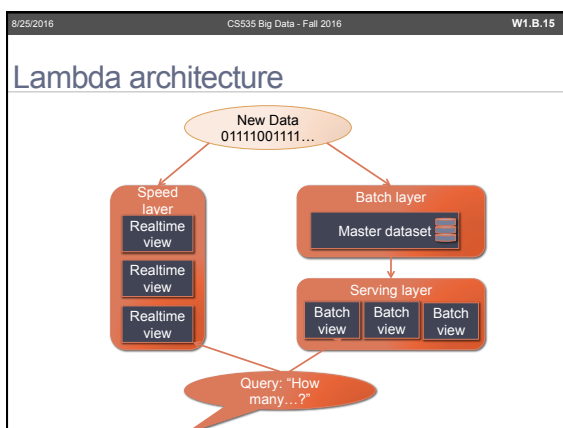 8/25/2016 CS535 Big Data - Fall 2016 W1.B.15
Lambda architecture
New Data
01111001111…
Speed
layer
Realtime
view
Realtime
view
Realtime
view
Batch layer
Master dataset
Serving layer
Batch
view
Batch
view
Batch
view
Query: “How
many…?”